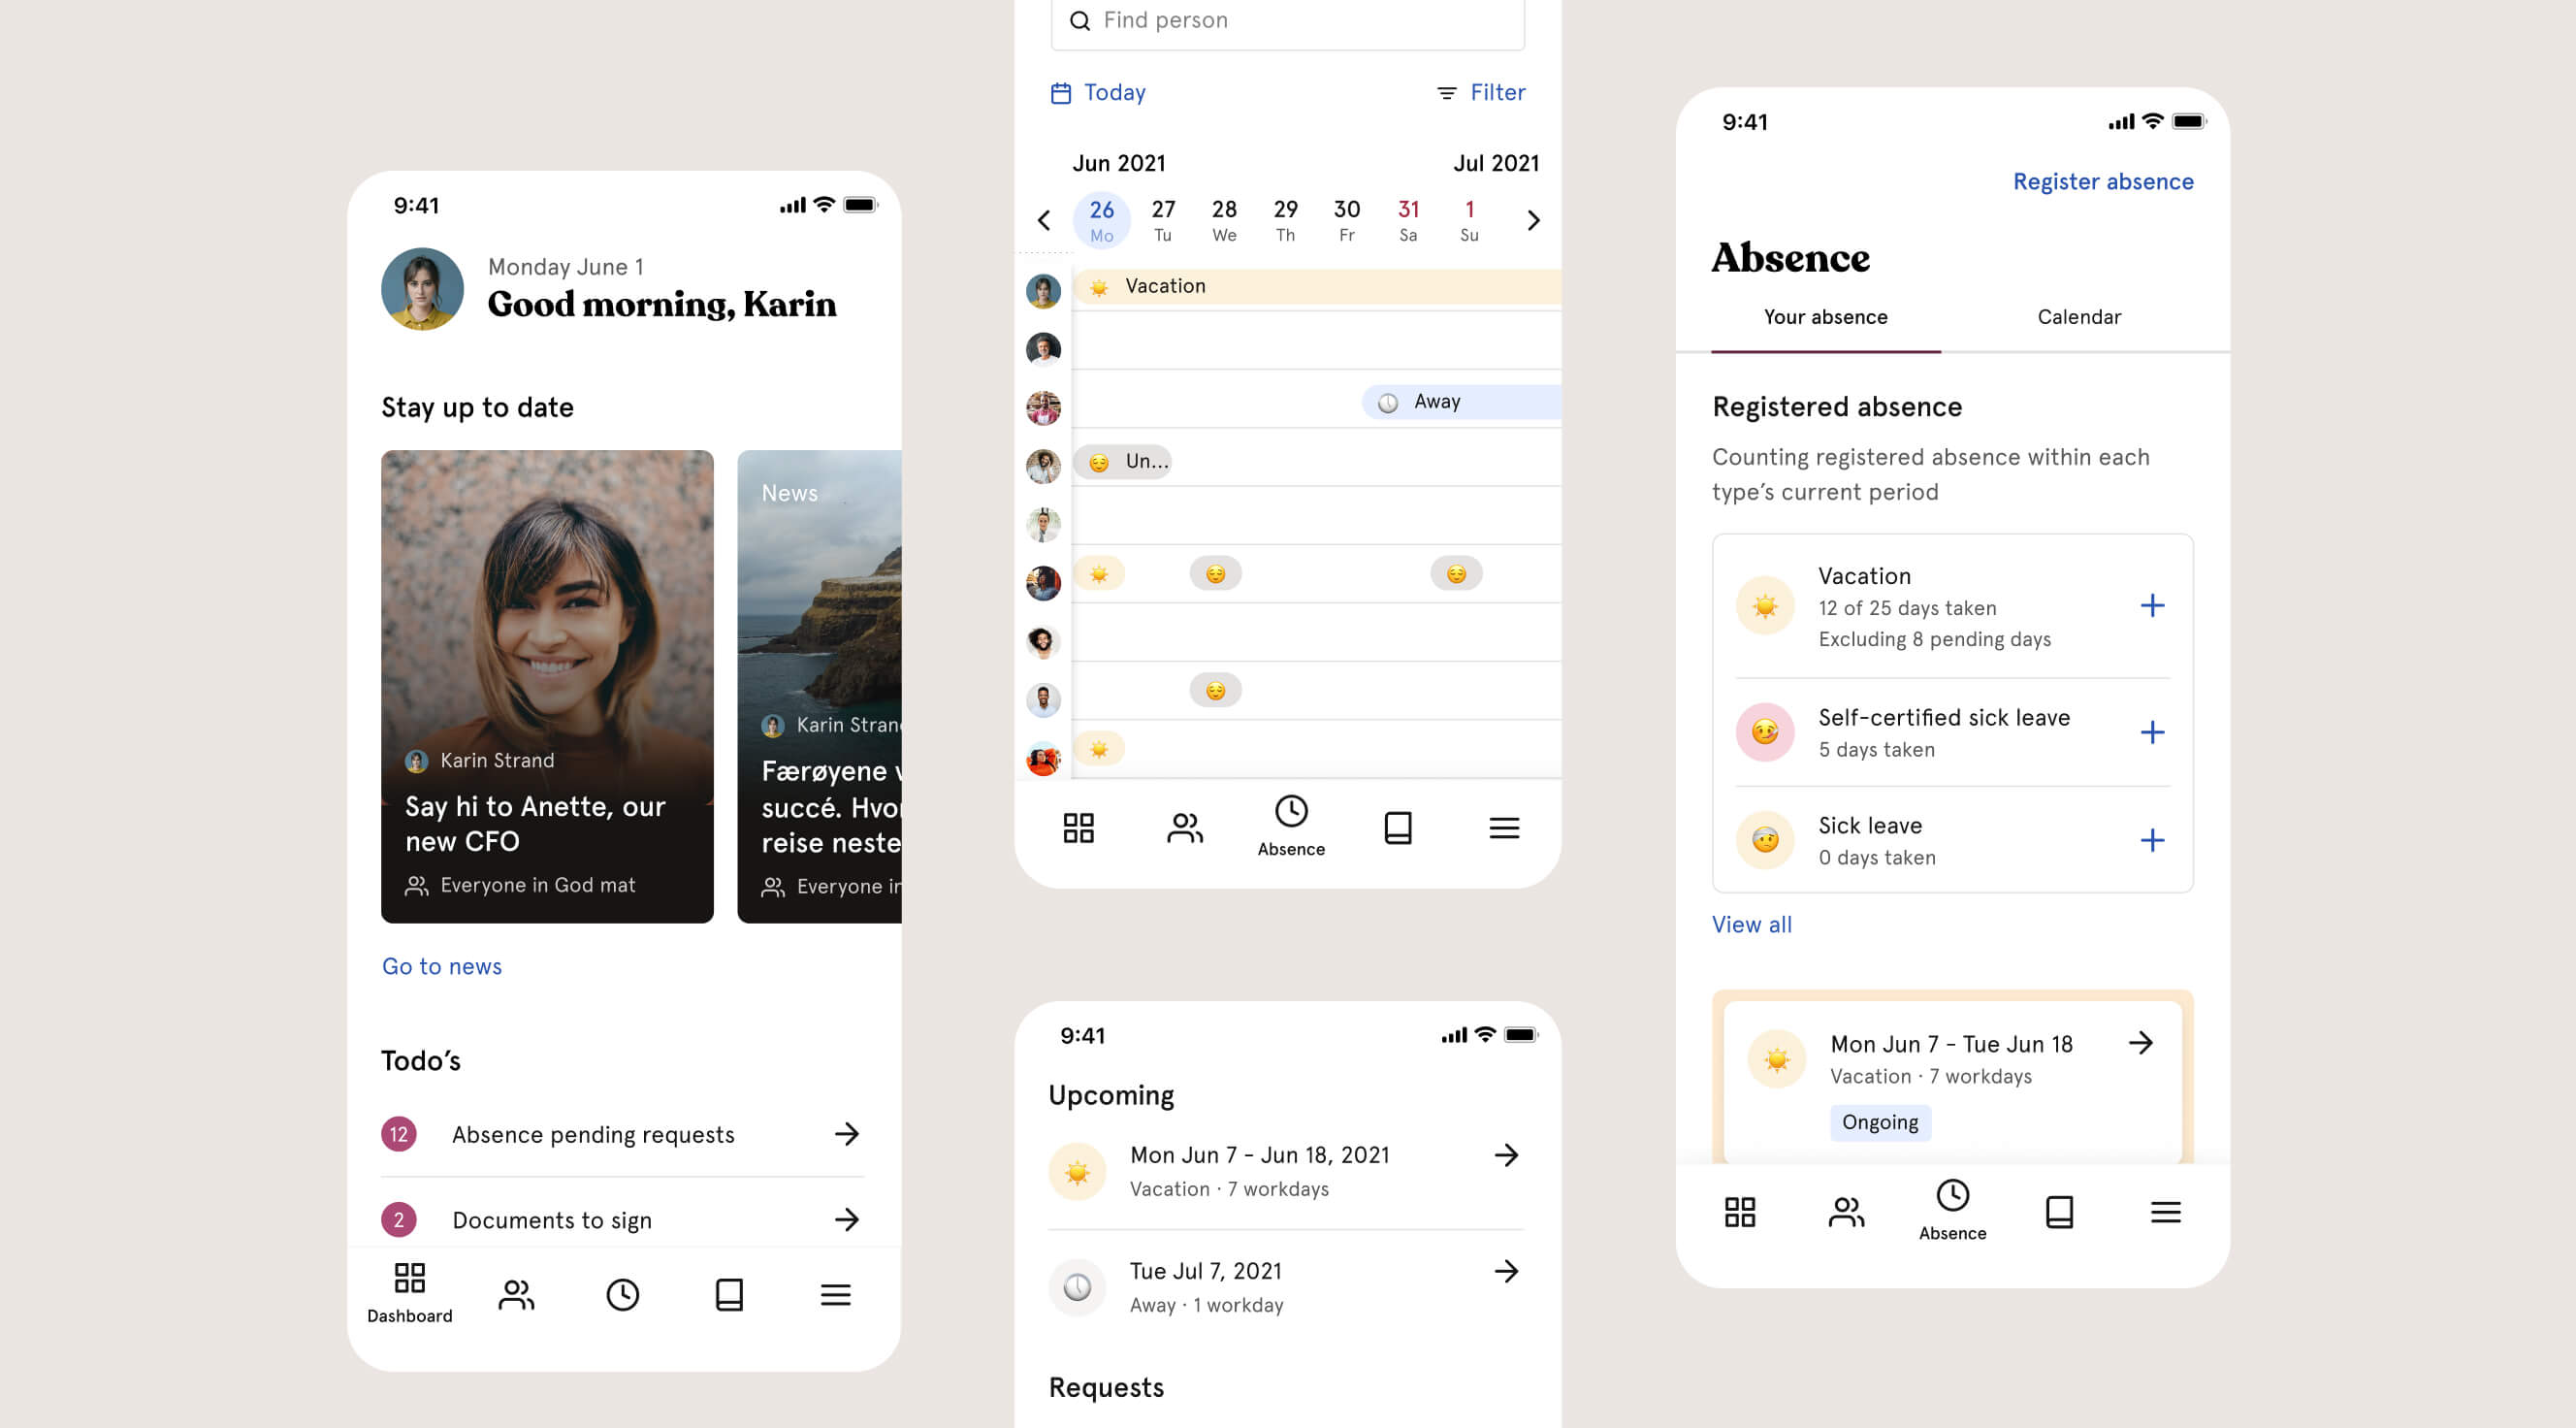 9:41
Monday June 1
Good morning, Karin
Stay up to date
Karin Strand
Say hi to Anette, our
new CFO
Everyone in God mat
News
Karin Stran
Færøyene v
succé. Hvor
reise neste
Everyone in
Go to news
Todo’s
12
Absence pending requests
2
Documents to sign
Dashboard
Find person
Today
Filter
Jun 2021
Jul 2021
26 27 28 29 30 31 1
Mo Tu We Th Fr Sa Su
Vacation
Away
Un...
Absence
9:41
Upcoming
Mon Jun 7 - Jun 18, 2021
Vacation · 7 workdays
Tue Jul 7, 2021
Away · 1 workday
Requests
9:41
Register absence
Absence
Your absence
Calendar
Registered absence
Counting registered absence within each
type’s current period
Vacation
12 of 25 days taken
Excluding 8 pending days
Self-certified sick leave
5 days taken
Sick leave
0 days taken
View all
Mon Jun 7 - Tue Jun 18
Vacation · 7 workdays
Ongoing
Absence